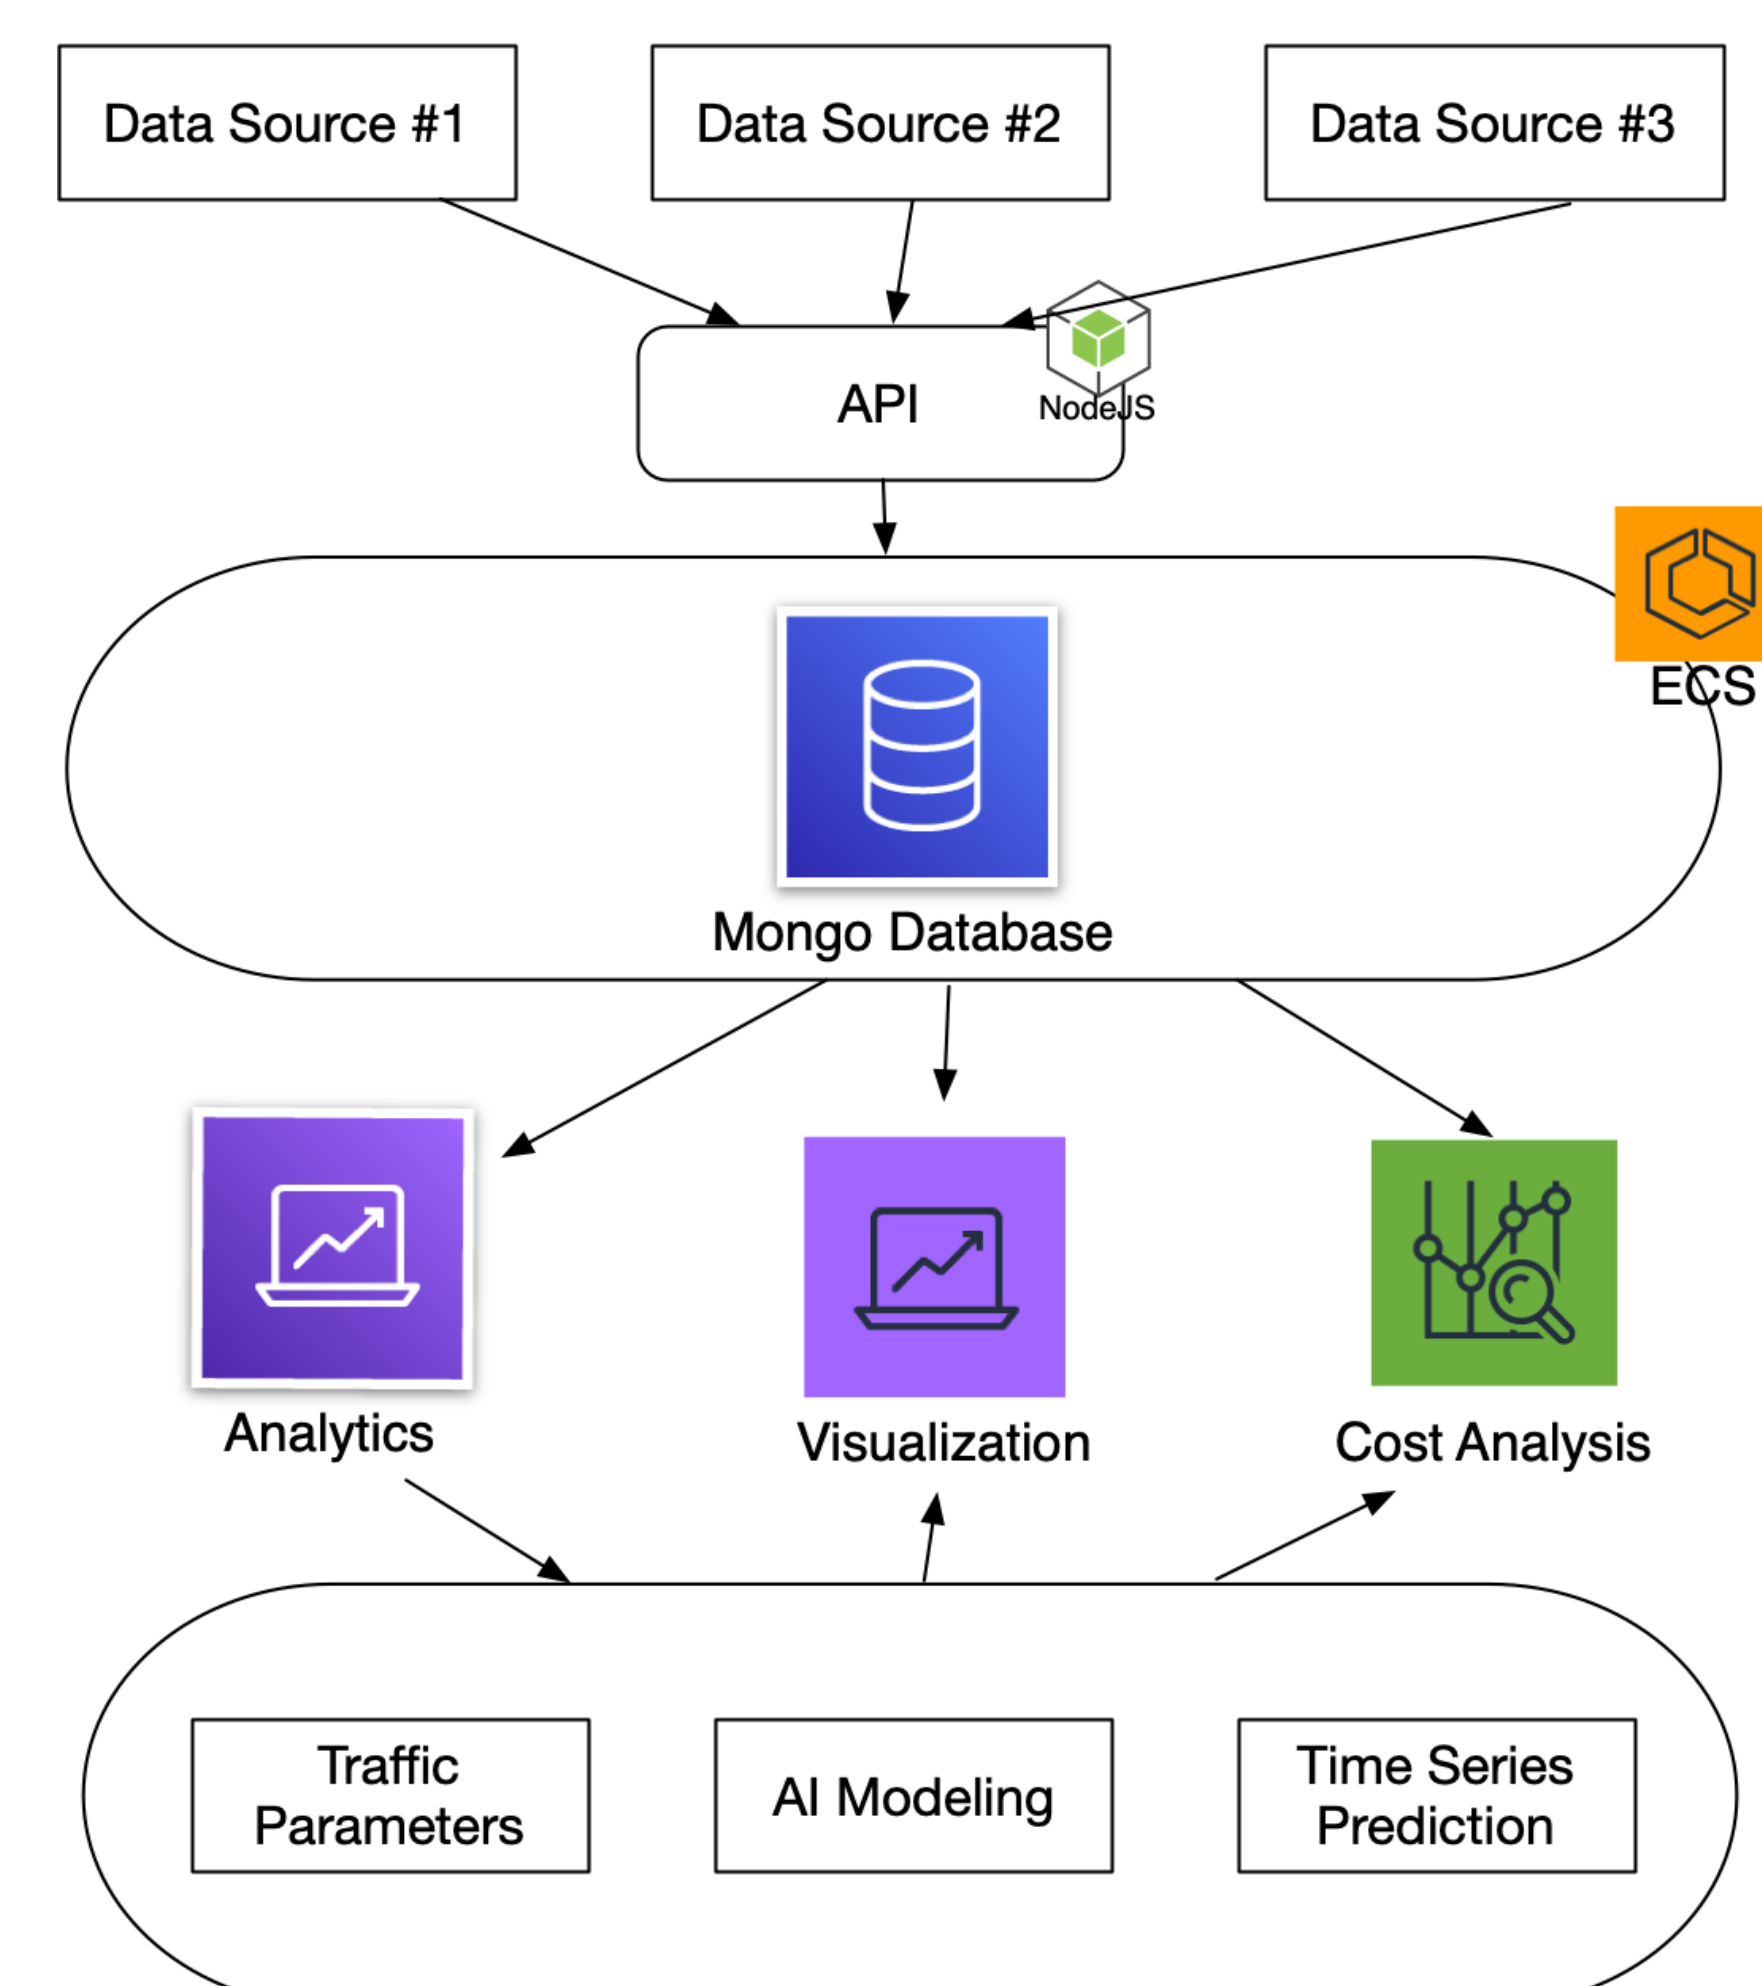 Data Source #1
Data Source #2
Data Source #3
API
NodeJS
ECS
Mongo Database
Analytics
Visualization
Cost Analysis
Traffic
Parameters
AI Modeling
Time Series
Prediction